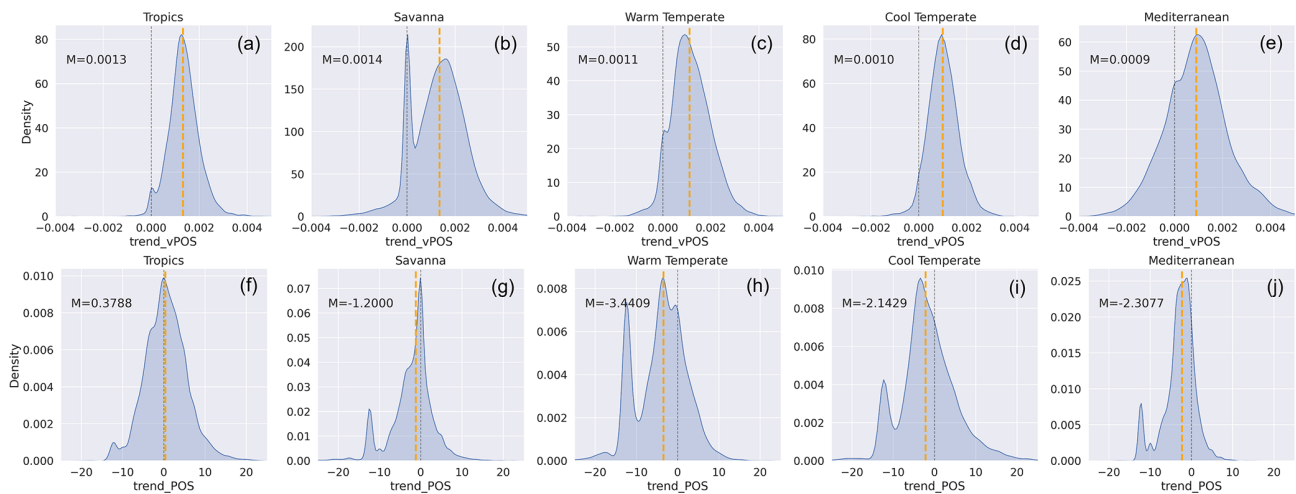 Tropics Savanna Warm Temperate Cool Temperate Mediterranean
(a) (b) (c) (d) (e)
M=0.0013 M=0.0014 M=0.0011 M=0.0010 M=0.0009
Density
80 60 40 20 0
200 150 100 50 0
50 40 30 20 10 0
80 60 40 20 0
60 50 40 30 20 10 0
−0.004 −0.002 0.000 0.002 0.004 −0.004 −0.002 0.000 0.002 0.004 −0.004 −0.002 0.000 0.002 0.004 −0.004 −0.002 0.000 0.002 0.004 −0.004 −0.002 0.000 0.002 0.004
trend_vPOS trend_vPOS trend_vPOS trend_vPOS trend_vPOS
Tropics Savanna Warm Temperate Cool Temperate Mediterranean
(f) (g) (h) (i) (j)
M=0.3788 M=-1.2000 M=-3.4409 M=-2.1429 M=-2.3077
Density
0.010 0.008 0.006 0.004 0.002 0.000
0.07 0.06 0.05 0.04 0.03 0.02 0.01 0.00
0.008 0.006 0.004 0.002 0.000
0.010 0.008 0.006 0.004 0.002 0.000
0.025 0.020 0.015 0.010 0.005 0.000
−20 −10 0 10 20 −20 −10 0 10 20 −20 −10 0 10 20 −20 −10 0 10 20 −20 −10 0 10 20
trend_POS trend_POS trend_POS trend_POS trend_POS